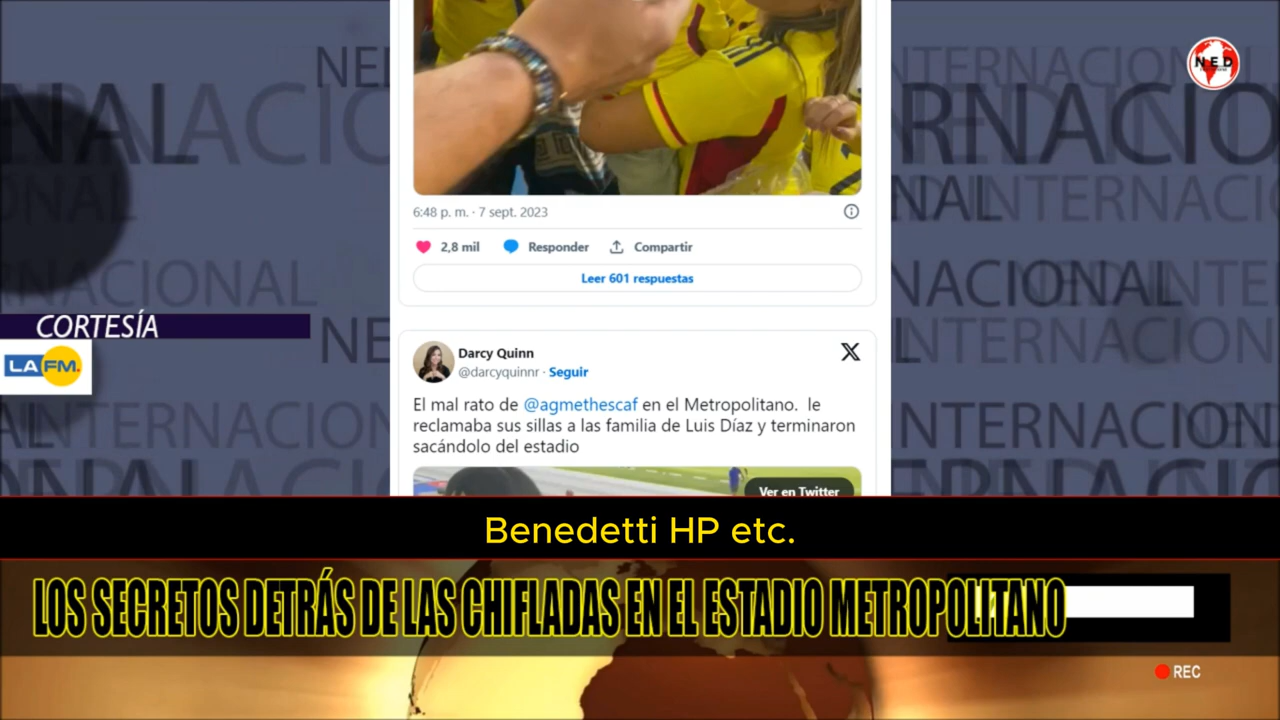 NED
6:48 p. m. · 7 sept. 2023
2,8 mil Responder Compartir
Leer 601 respuestas
CORTESÍA
LA FM.
Darcy Quinn
@darcyquinnr · Seguir
El mal rato de @agmethescaf en el Metropolitano. le
reclamaba sus sillas a las familia de Luis Díaz y terminaron
sacándolo del estadio
Ver en Twitter
Benedetti HP etc.
LOS SECRETOS DETRÁS DE LAS CHIFLADAS EN EL ESTADIO METROPOLITANO
REC
NED INTERNACIONAL